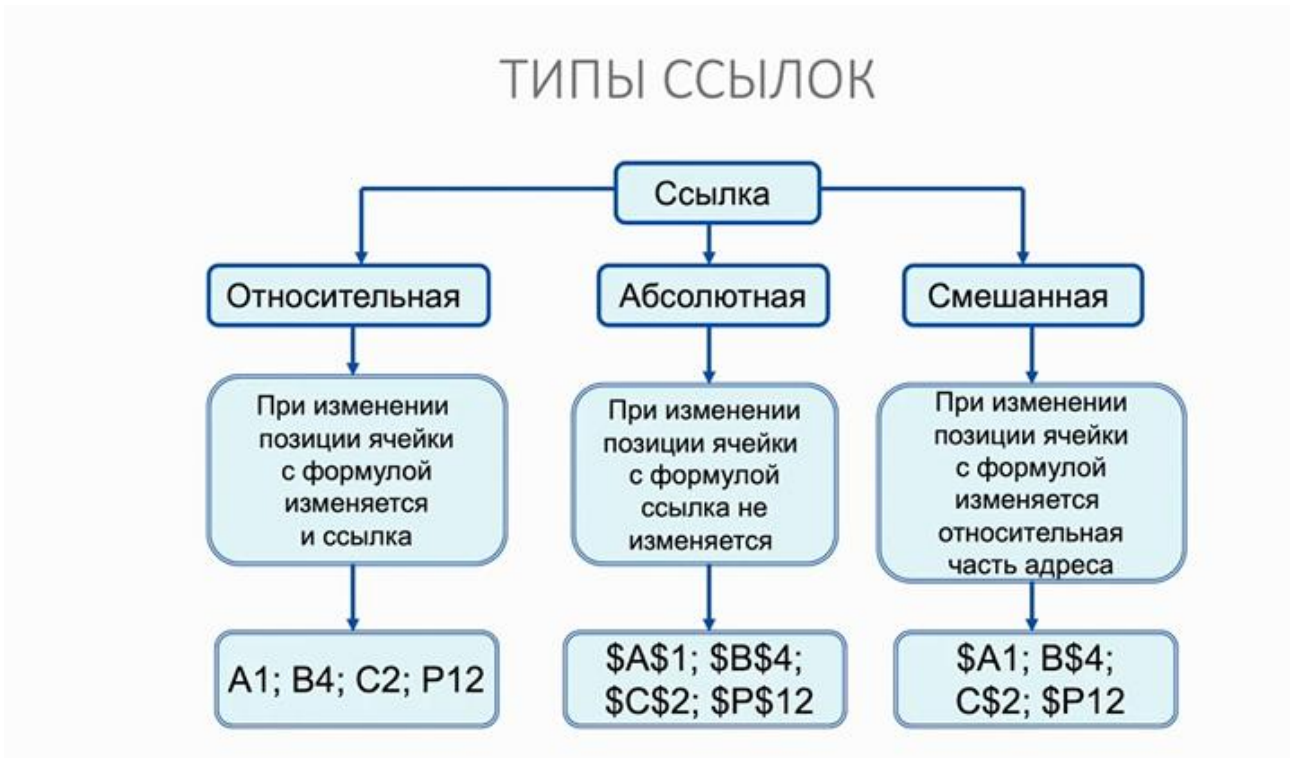 ТИПЫ ССЫЛОК
Ссылка
Относительная
Абсолютная
Смешанная
При изменении
позиции ячейки
с формулой
изменяется
и ссылка
При изменении
позиции ячейки
с формулой
ссылка не
изменяется
При изменении
позиции ячейки
с формулой
изменяется
относительная
часть адреса
A1; B4; C2; P12
$A$1; $B$4;
$C$2; $P$12
$A1; B$4;
C$2; $P12